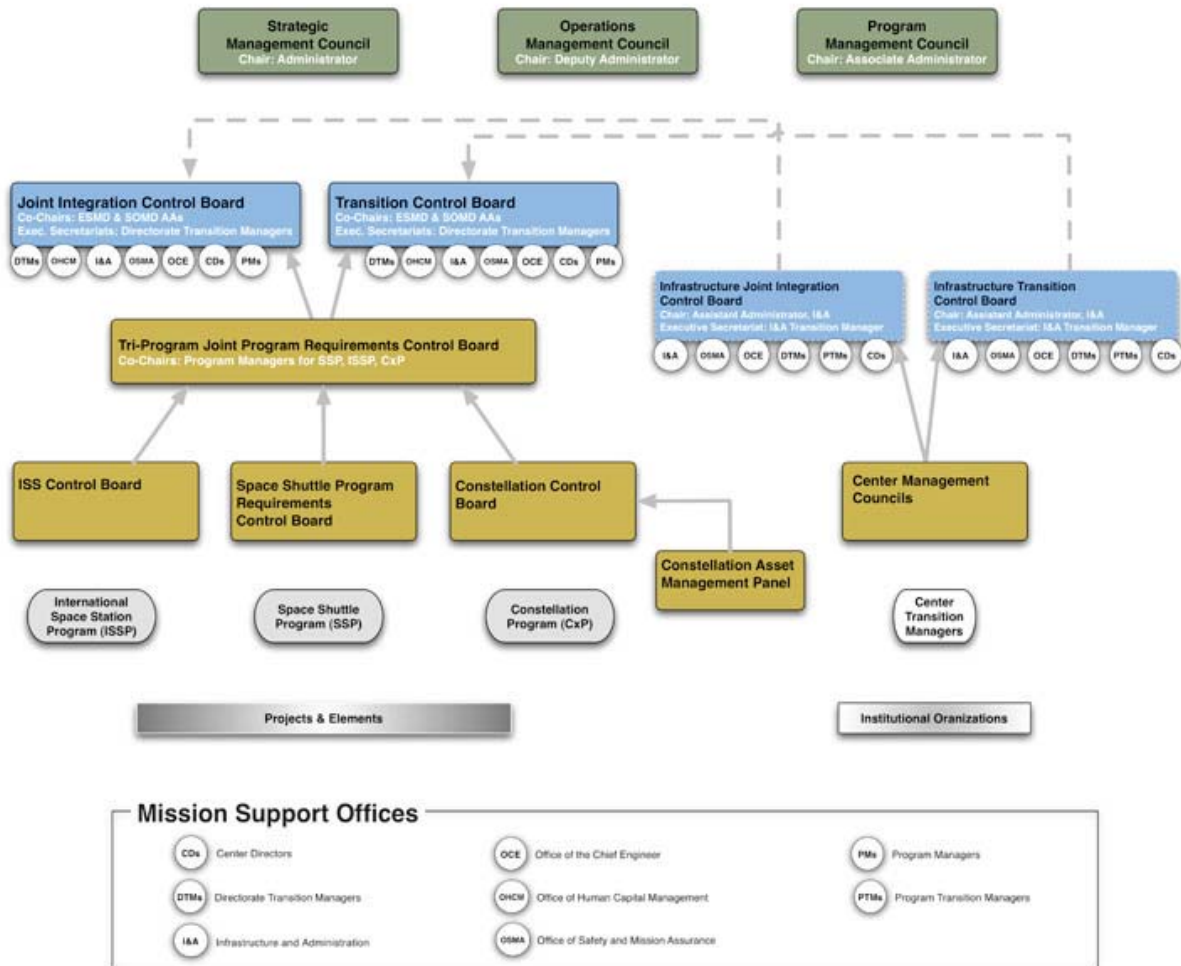 Strategic
Management Council
Chair: Administrator
Operations
Management Council
Chair: Deputy Administrator
Program
Management Council
Chair: Associate Administrator
Joint Integration Control Board
Co-Chairs: ESMD & SOMD AAs
Exec. Secretariats: Directorate Transition Managers
DTMs OHCM I&A OSMA OCE CDs PMs
Transition Control Board
Co-Chairs: ESMD & SOMD AAs
Exec. Secretariats: Directorate Transition Managers
DTMs OHCM I&A OSMA OCE CDs PMs
Infrastructure Joint Integration
Control Board
Chair: Assistant Administrator, I&A
Executive Secretariat: I&A Transition Manager
I&A OSMA OCE DTMs PTMs CDs
Infrastructure Transition
Control Board
Chair: Assistant Administrator, I&A
Executive Secretariat: I&A Transition Manager
I&A OSMA OCE DTMs PTMs CDs
Tri-Program Joint Program Requirements Control Board
Co-Chairs: Program Managers for SSP, ISSP, CxP
ISS Control Board
Space Shuttle Program
Requirements
Control Board
Constellation Control
Board
Center Management
Councils
Constellation Asset
Management Panel
International
Space Station
Program (ISSP)
Space Shuttle
Program (SSP)
Constellation
Program (CxP)
Center
Transition
Managers
Projects & Elements
Institutional Oranizations
Mission Support Offices
CDs Center Directors
DTMs Directorate Transition Managers
I&A Infrastructure and Administration
OCE Office of the Chief Engineer
OHCM Office of Human Capital Management
OSMA Office of Safety and Mission Assurance
PMs Program Managers
PTMs Program Transition Managers